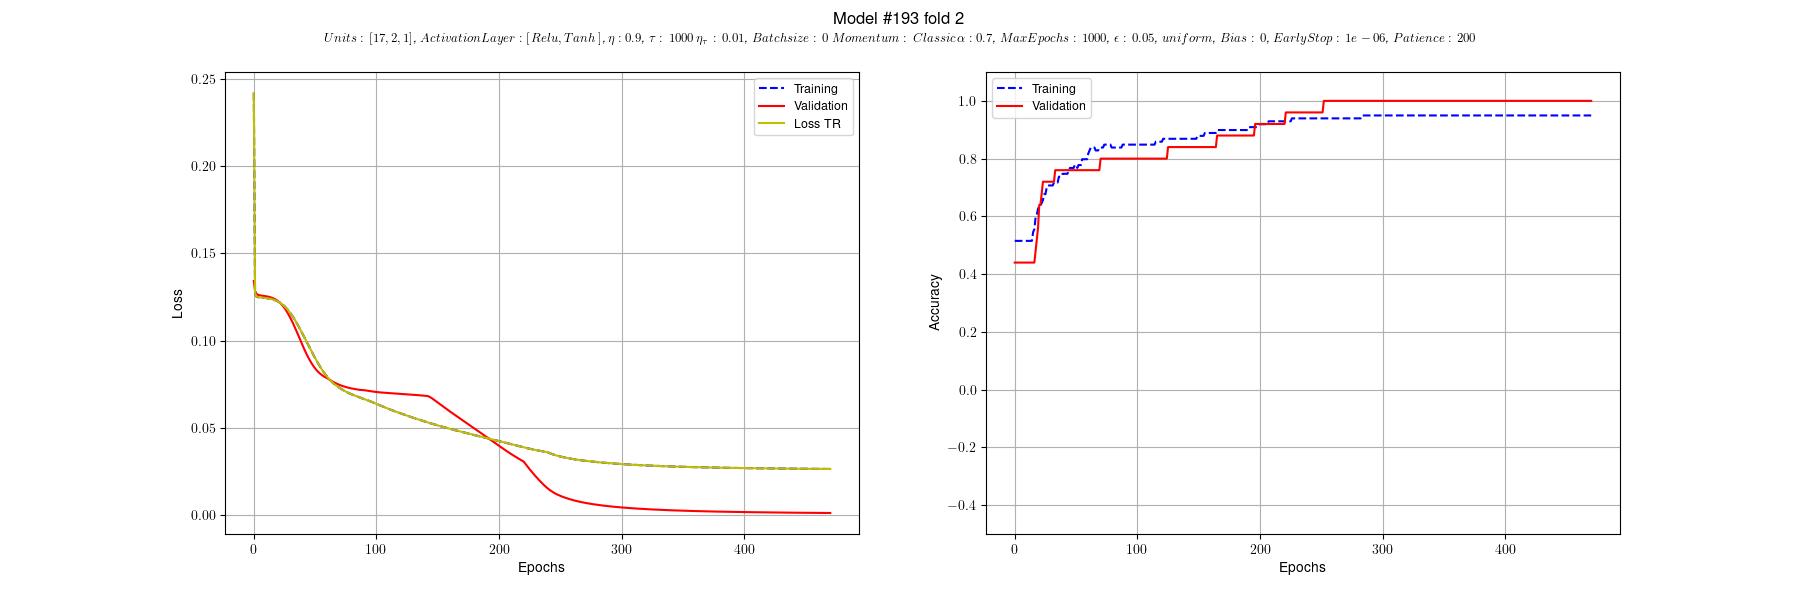 Model #193 fold 2
Units : [17, 2, 1], ActivationLayer : [Relu, Tanh], η : 0.9, τ : 1000 η_τ : 0.01, Batchsize : 0 Momentum : Classicα : 0.7, MaxEpochs : 1000, ϵ : 0.05, uniform, Bias : 0, EarlyStop : 1e − 06, Patience : 200
0.25
0.20
0.15
0.10
0.05
0.00
Loss
0
100
200
300
400
Epochs
Training
Validation
Loss TR
1.0
0.8
0.6
0.4
0.2
0.0
−0.2
−0.4
Accuracy
0
100
200
300
400
Epochs
Training
Validation